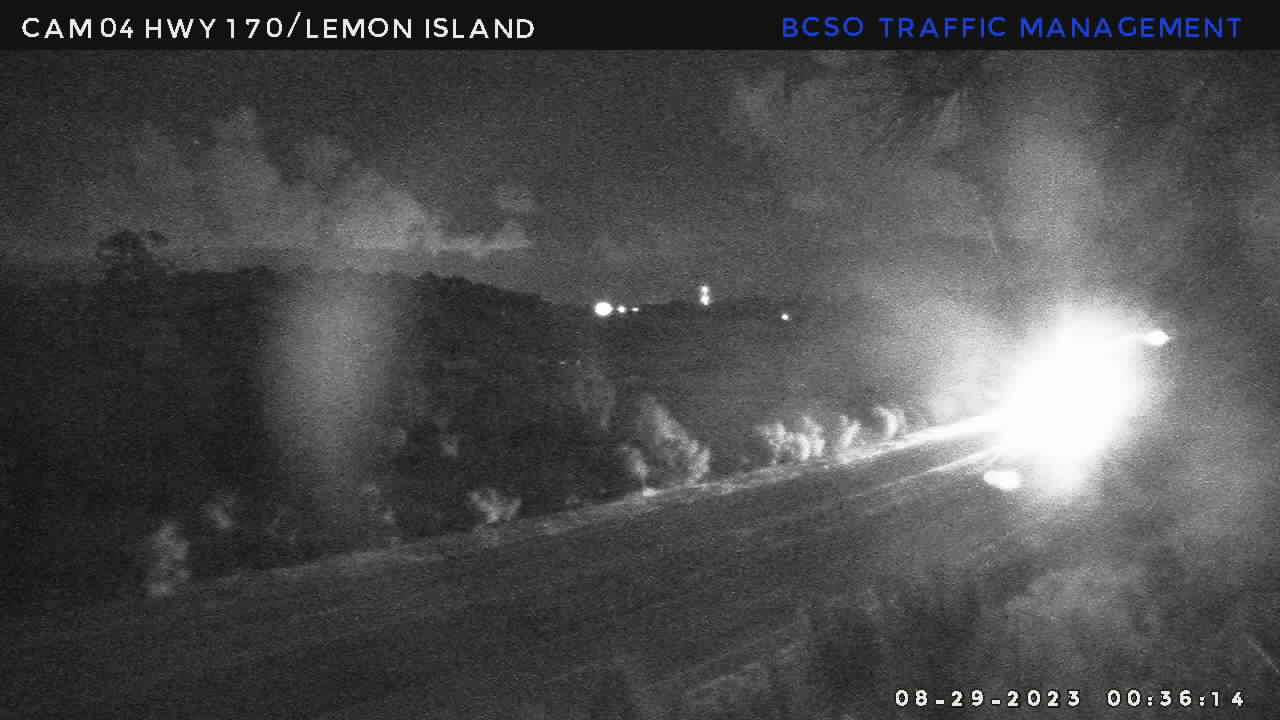 CAM 04 HWY 170/LEMON ISLAND
BCSO TRAFFIC MANAGEMENT
08-29-2023 00:36:14